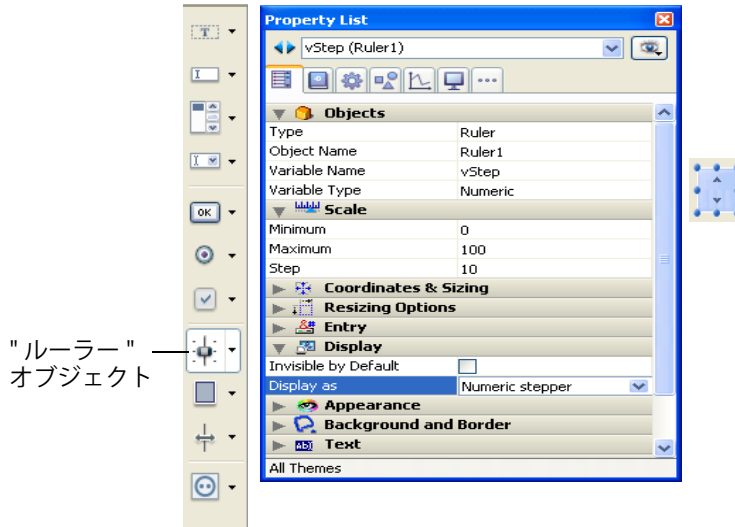 T
I
I
OK
"ルーラー"
オブジェクト
Property List
vStep (Ruler1)
Objects
Type Ruler
Object Name Ruler1
Variable Name vStep
Variable Type Numeric
Scale
Minimum 0
Maximum 100
Step 10
Coordinates & Sizing
Resizing Options
Entry
Display
Invisible by Default
Display as Numeric stepper
Appearance
Background and Border
Text
All Themes